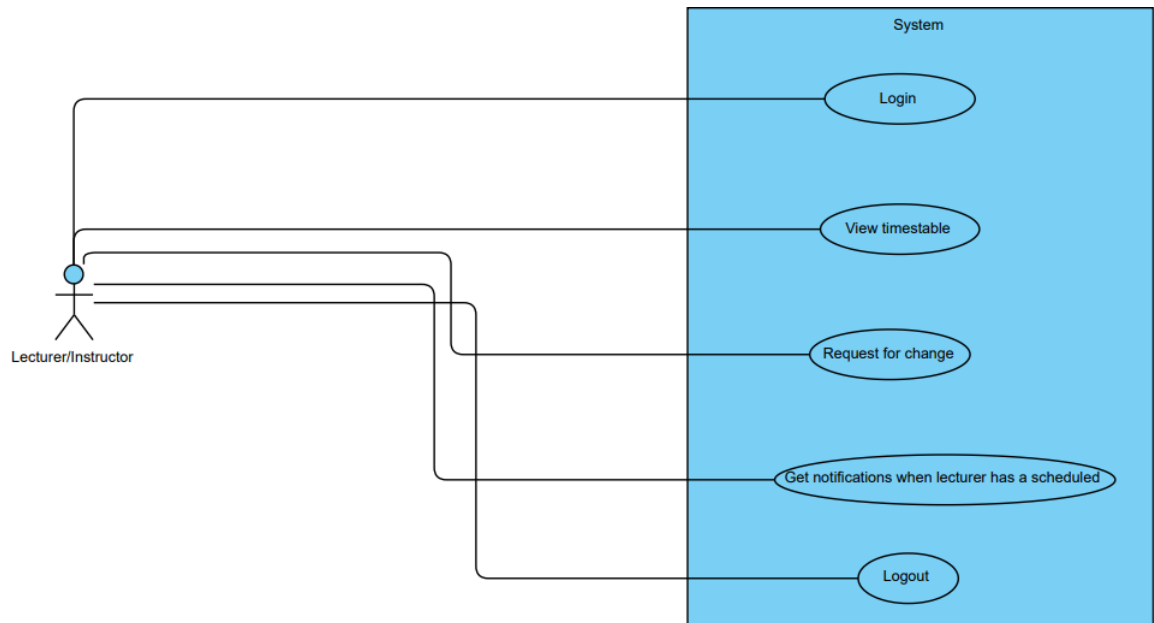 System
Login
View timestable
Lecturer/Instructor
Request for change
Get notifications when lecturer has a scheduled
Logout